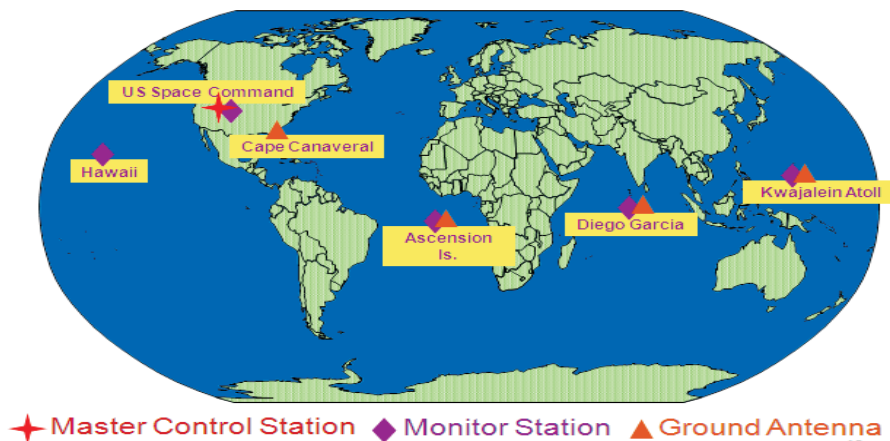 US Space Command
Cape Canaveral
Hawaii
Kwajalein Atoll
Diego Garcia
Ascension
Is.
Master Control Station Monitor Station Ground Antenna